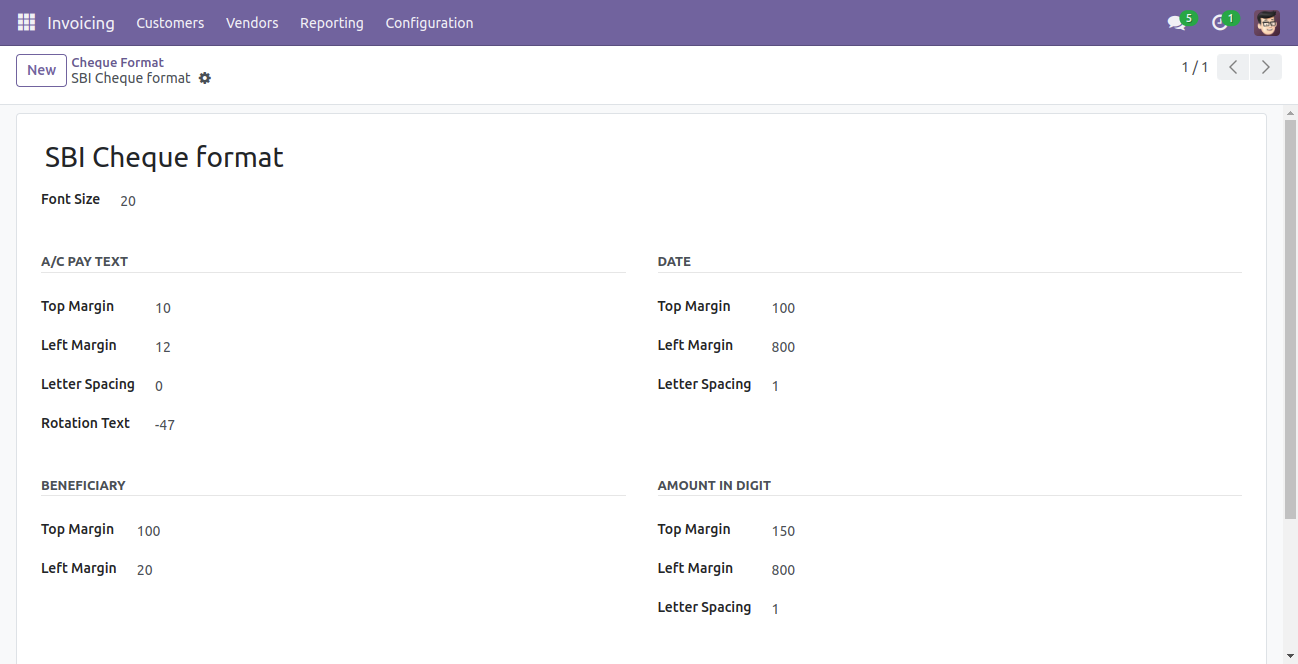 Invoicing Customers Vendors Reporting Configuration 5 1
New Cheque Format
SBI Cheque format
1 / 1
SBI Cheque format
Font Size 20
A/C PAY TEXT
Top Margin 10
Left Margin 12
Letter Spacing 0
Rotation Text -47
DATE
Top Margin 100
Left Margin 800
Letter Spacing 1
BENEFICIARY
Top Margin 100
Left Margin 20
AMOUNT IN DIGIT
Top Margin 150
Left Margin 800
Letter Spacing 1